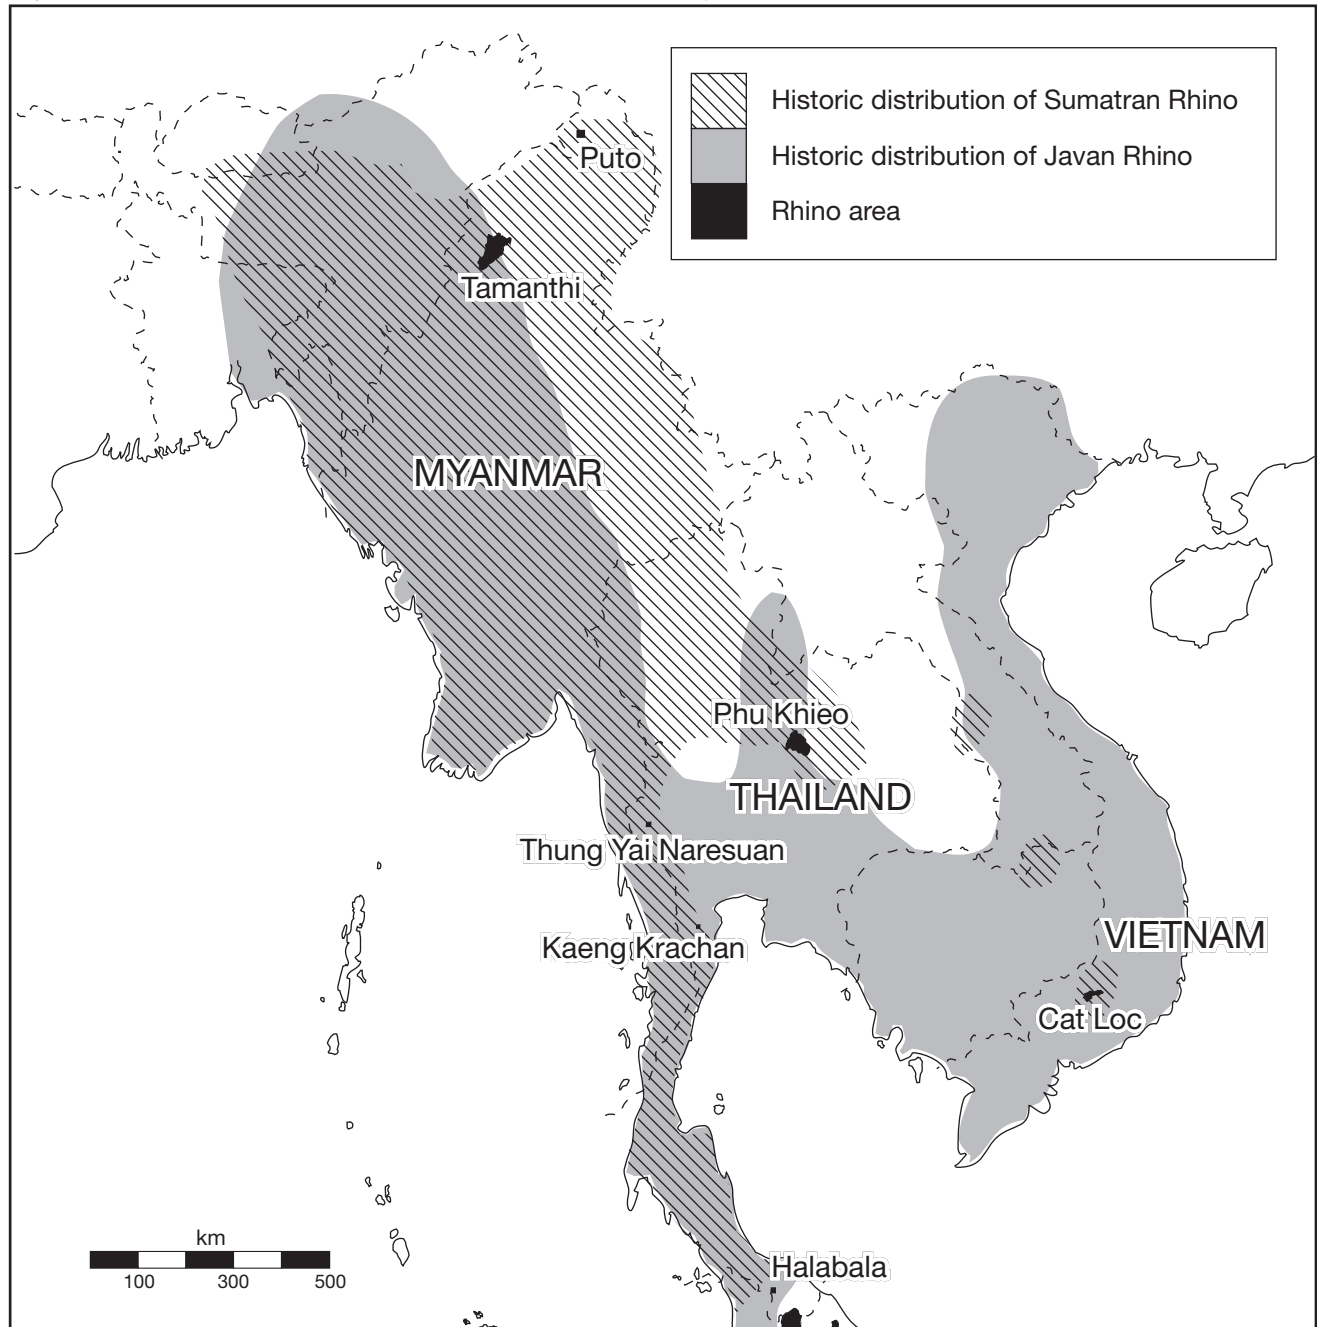 Historic distribution of Sumatran Rhino
Historic distribution of Javan Rhino
Rhino area
Puto
Tamanthi
MYANMAR
Phu Khieo
THAILAND
Thung Yai Naresuan
Kaeng Krachan
VIETNAM
Cat Loc
km
100 300 500
Halabala